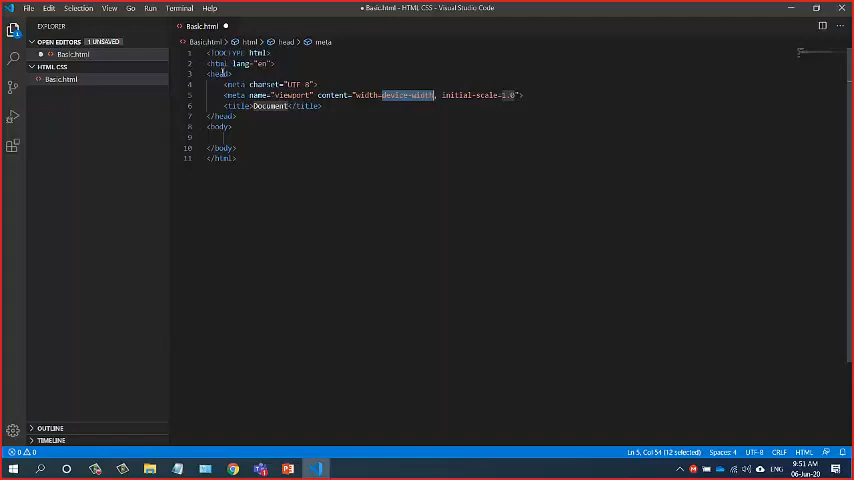 File Edit Selection View Go Run Terminal Help
● Basic.html - HTML CSS - Visual Studio Code
EXPLORER
Basic.html ●
OPEN EDITORS 1 UNSAVED
● Basic.html
HTML CSS
Basic.html
Basic.html > html > head > meta
1 <!DOCTYPE html>
2 <html lang="en">
3 <head>
4 <meta charset="UTF-8">
5 <meta name="viewport" content="width=device-width, initial-scale=1.0">
6 <title>Document</title>
7 </head>
8 <body>
9
10 </body>
11 </html>
OUTLINE
TIMELINE
0 0
Ln 5, Col 54 (12 selected) Spaces: 4 UTF-8 CRLF HTML
9:51 AM
06-Jun-20